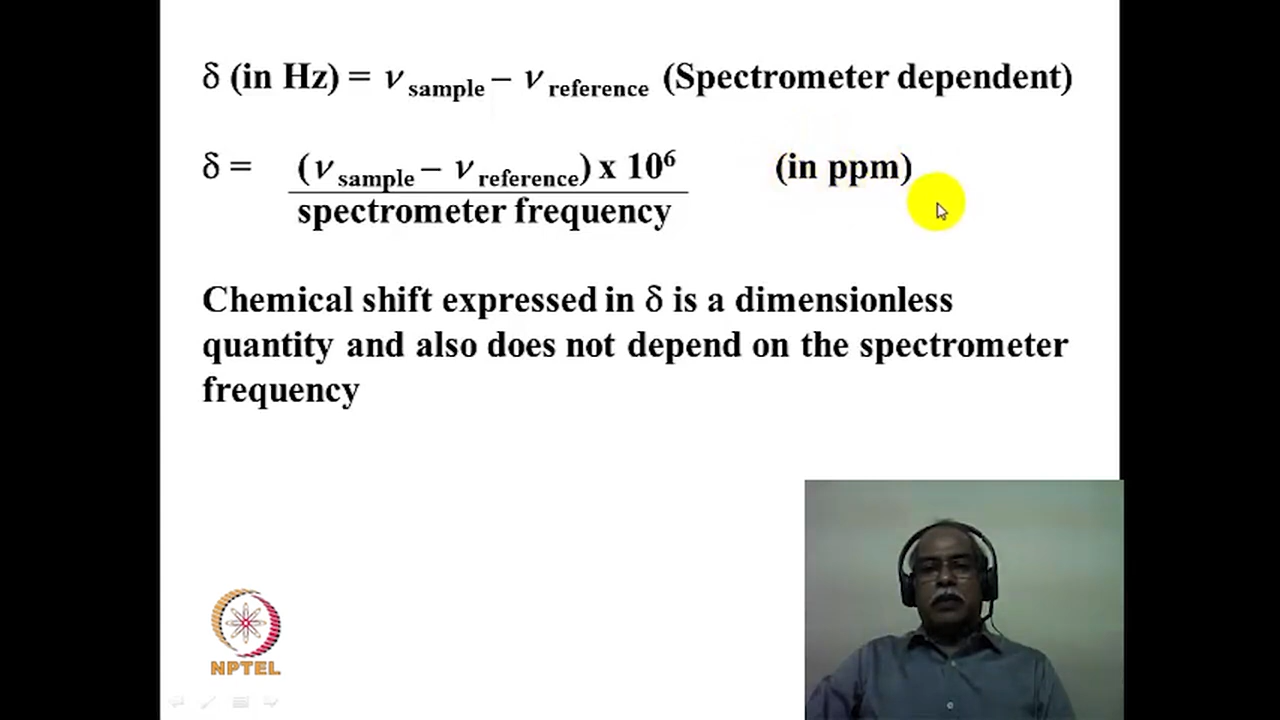 δ (in Hz) = ν sample – ν reference (Spectrometer dependent)
δ = (ν sample – ν reference) x 10⁶ (in ppm)
spectrometer frequency
Chemical shift expressed in δ is a dimensionless
quantity and also does not depend on the spectrometer
frequency
NPTEL